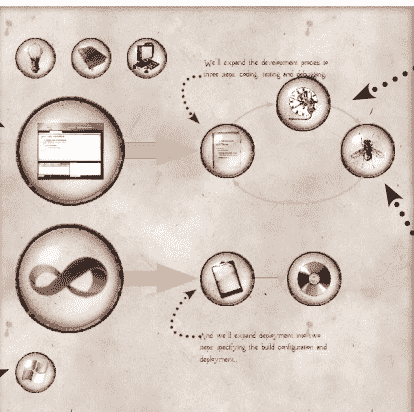 We'll expand the development process to
three steps: coding, testing and debugging.
And we'll expand deployment into two
steps: specifying the build configuration and
deployment.